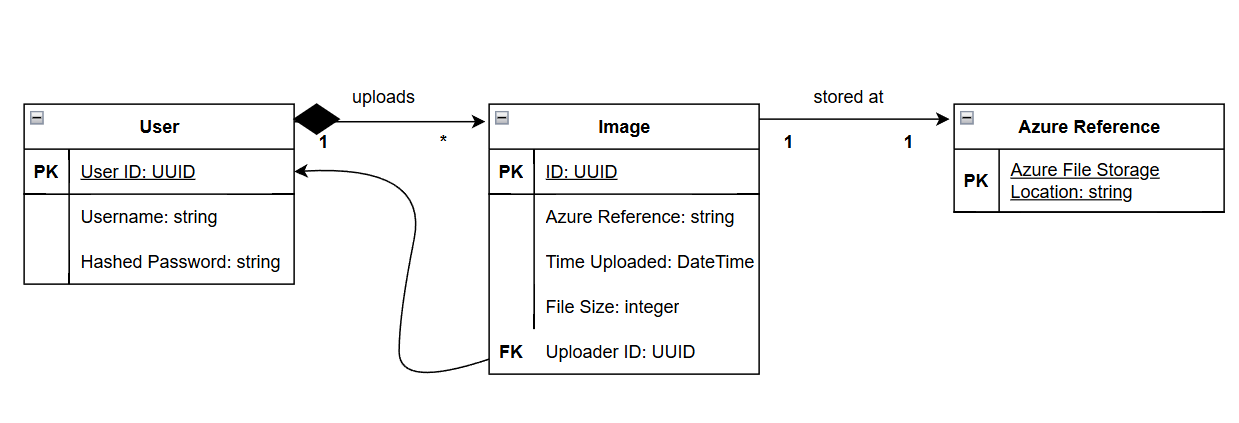 uploads
stored at
User
1
*
Image
1
1
Azure Reference
PK User ID: UUID
Username: string
Hashed Password: string
PK ID: UUID
Azure Reference: string
Time Uploaded: DateTime
File Size: integer
FK Uploader ID: UUID
PK Azure File Storage
Location: string